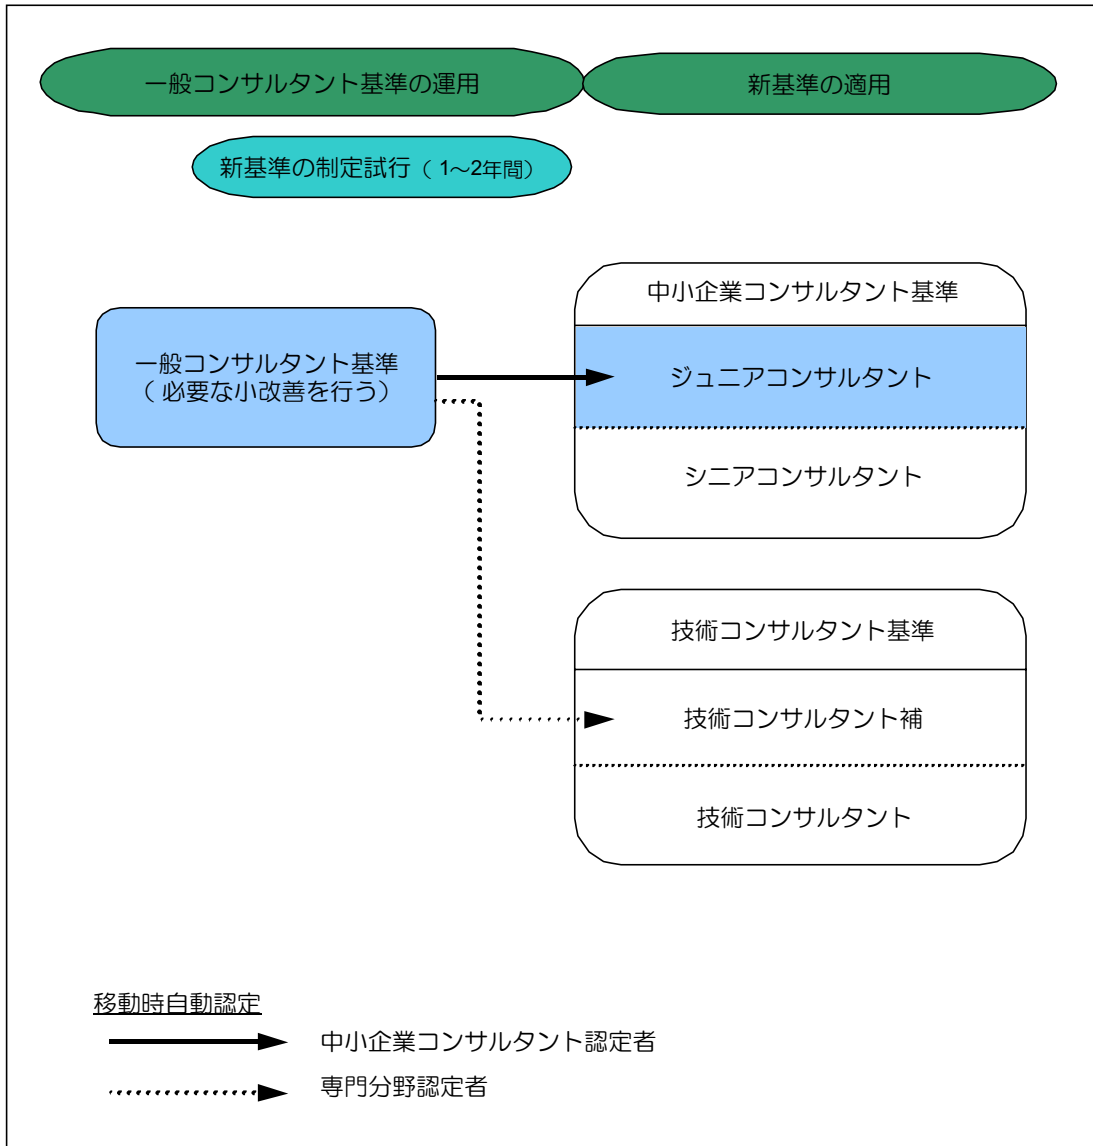 一般コンサルタント基準の運用
新基準の適用
新基準の制定試行（ 1～2年間）
中小企業コンサルタント基準
一般コンサルタント基準
（ 必要な小改善を行う）
ジュニアコンサルタント
シニアコンサルタント
技術コンサルタント基準
技術コンサルタント補
技術コンサルタント
移動時自動認定
中小企業コンサルタント認定者
専門分野認定者